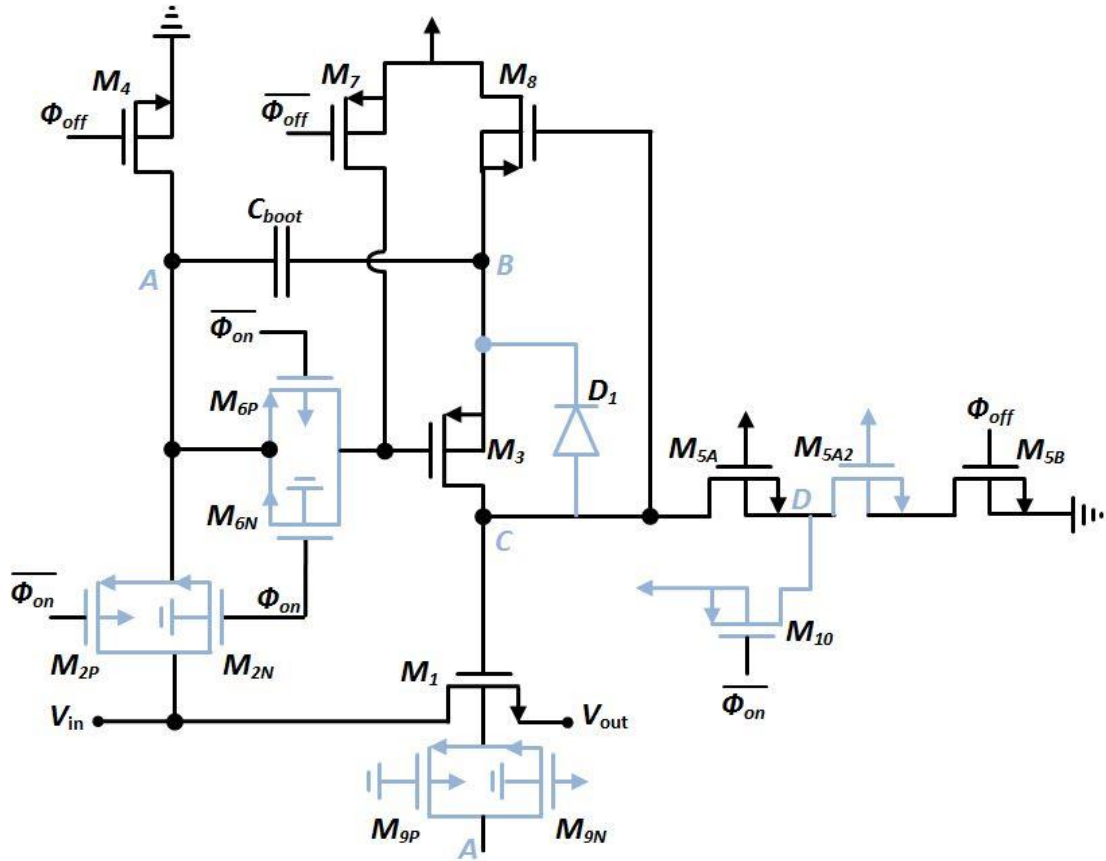 M4
Φoff
M7
Φoff
M8
Cboot
A
B
Φon
M6P
D1
M3
M6N
M5A
M5A2
Φoff
M5B
D
C
Φon
Φon
M2P
M2N
M10
M1
Φon
Vin
Vout
M9P
M9N
A